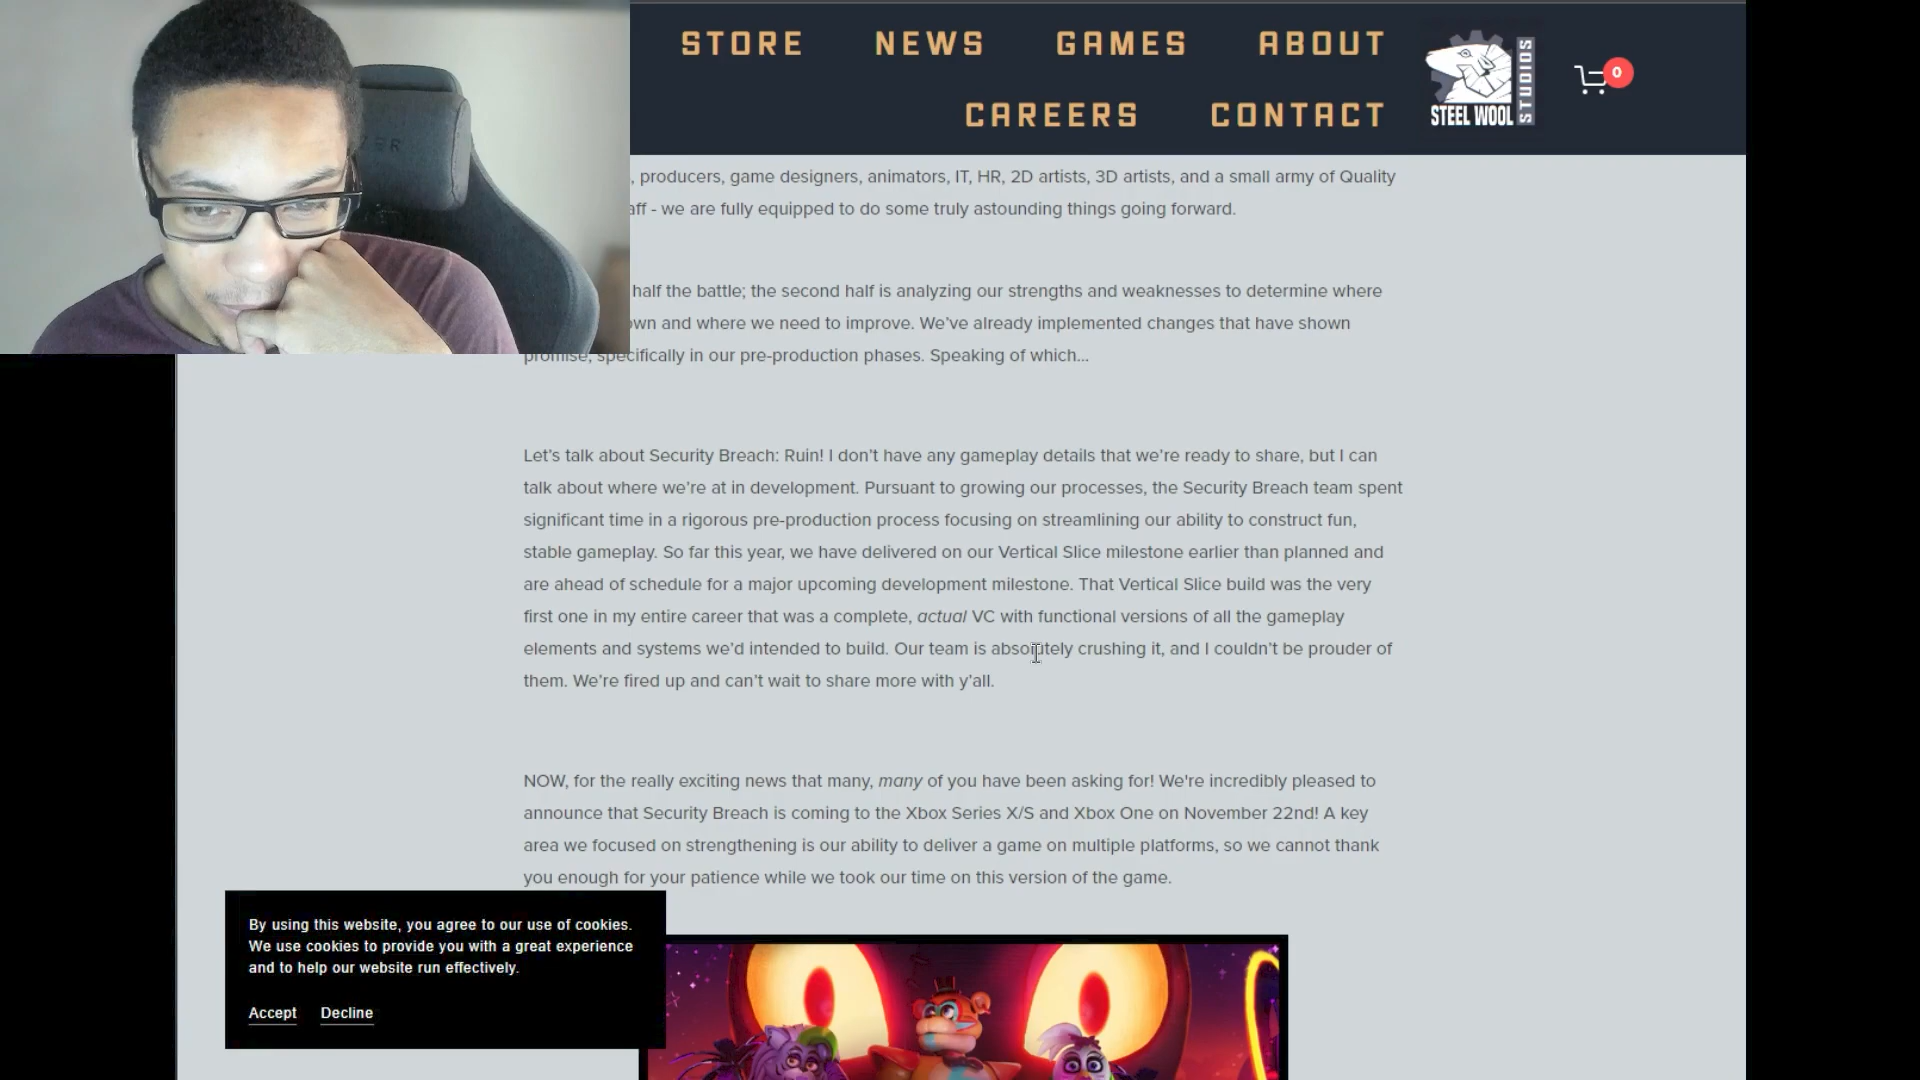 STORE NEWS GAMES ABOUT
CAREERS CONTACT
STEEL WOOL STUDIOS
0
, producers, game designers, animators, IT, HR, 2D artists, 3D artists, and a small army of Quality
- we are fully equipped to do some truly astounding things going forward.
half the battle; the second half is analyzing our strengths and weaknesses to determine where
and where we need to improve. We’ve already implemented changes that have shown
promise, specifically in our pre-production phases. Speaking of which...
Let’s talk about Security Breach: Ruin! I don’t have any gameplay details that we’re ready to share, but I can
talk about where we’re at in development. Pursuant to growing our processes, the Security Breach team spent
significant time in a rigorous pre-production process focusing on streamlining our ability to construct fun,
stable gameplay. So far this year, we have delivered on our Vertical Slice milestone earlier than planned and
are ahead of schedule for a major upcoming development milestone. That Vertical Slice build was the very
first one in my entire career that was a complete, actual VC with functional versions of all the gameplay
elements and systems we’d intended to build. Our team is absolutely crushing it, and I couldn’t be prouder of
them. We’re fired up and can’t wait to share more with y’all.
NOW, for the really exciting news that many, many of you have been asking for! We're incredibly pleased to
announce that Security Breach is coming to the Xbox Series X/S and Xbox One on November 22nd! A key
area we focused on strengthening is our ability to deliver a game on multiple platforms, so we cannot thank
you enough for your patience while we took our time on this version of the game.
By using this website, you agree to our use of cookies.
We use cookies to provide you with a great experience
and to help our website run effectively.
Accept Decline